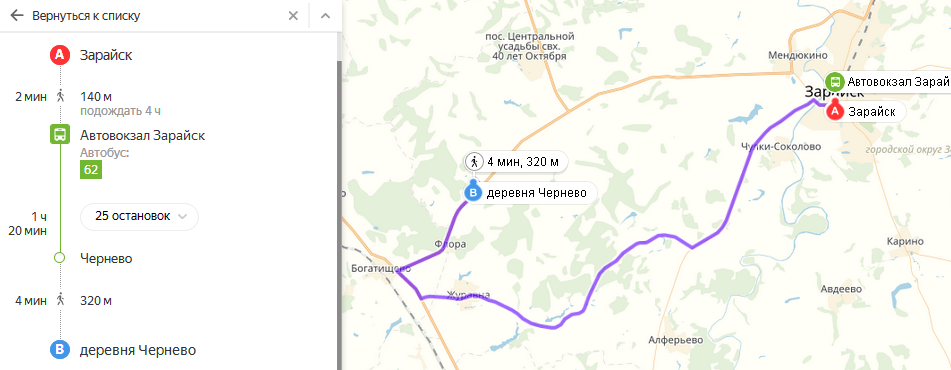 Вернуться к списку
A
Зарайск
2 мин
140 м
подождать 4 ч
Автовокзал Зарайск
Автобус:
62
1 ч
20 мин
25 остановок
Чернево
4 мин
320 м
B
деревня Чернево
пос. Центральной
усадьбы свх.
40 лет Октября
Мендюкино
Автовокзал Зарай
Зарайск
A
Зарайск
Чулки-Соколово
городской округ За
4 мин, 320 м
B
деревня Чернево
Флора
Богатищево
Журавна
Карино
Авдеево
Алферьево